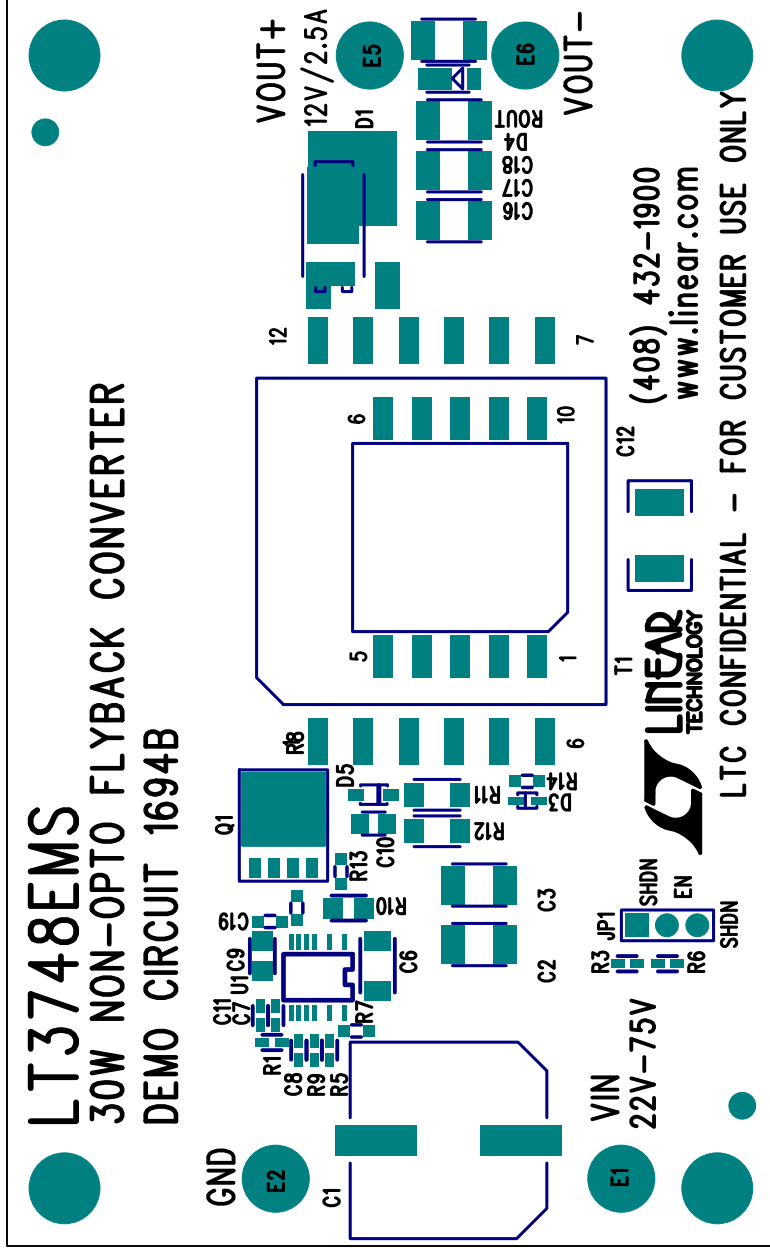 LT3748EMS
30W NON-OPTO FLYBACK CONVERTER
DEMO CIRCUIT 1694B
GND
E2
C1
R1
C11
C7
C8
R9
R5
R7
U1
C9
C19
C6
R10
R13
Q1
D5
C10
R12
R11
C2
C3
D3
R14
6
5
1
T1
6
10
C12
12
7
VOUT+
12V/2.5A
D1
E5
E6
VOUT-
ROUT
D4
C18
C17
C16
VIN
22V-75V
E1
R3
R6
JP1
SHDN
EN
SHDN
LINEAR
TECHNOLOGY
(408) 432-1900
www.linear.com
LTC CONFIDENTIAL - FOR CUSTOMER USE ONLY